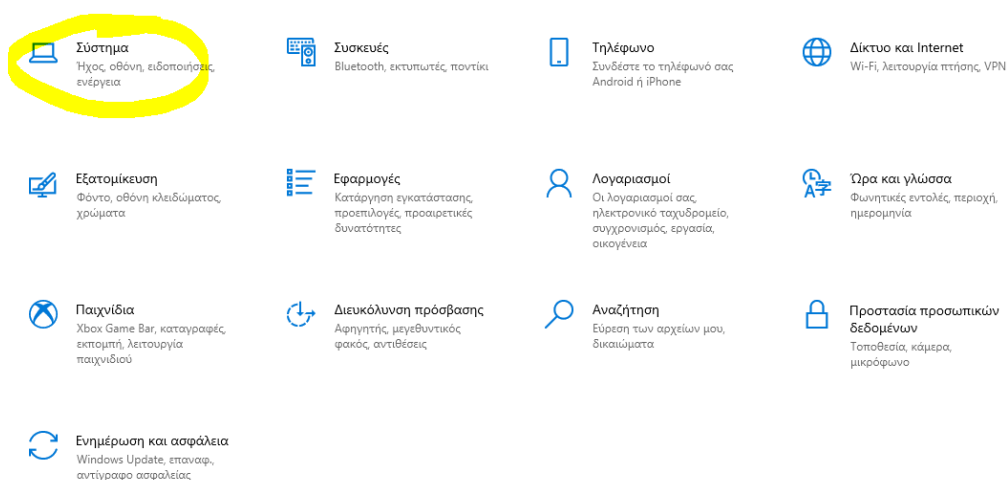 Σύστημα
Ήχος, οθόνη, ειδοποιήσεις,
ενέργεια
Συσκευές
Bluetooth, εκτυπωτές, ποντίκι
Τηλέφωνο
Συνδέστε το τηλέφωνό σας
Android ή iPhone
Δίκτυο και Internet
Wi-Fi, λειτουργία πτήσης, VPN
Εξατομίκευση
Φόντο, οθόνη κλειδώματος,
χρώματα
Εφαρμογές
Κατάργηση εγκατάστασης,
προεπιλογές, προαιρετικές
δυνατότητες
Λογαριασμοί
Οι λογαριασμοί σας,
ηλεκτρονικό ταχυδρομείο,
συγχρονισμός, εργασία,
οικογένεια
Ώρα και γλώσσα
Φωνητικές εντολές, περιοχή,
ημερομηνία
Παιχνίδια
Xbox Game Bar, καταγραφές,
εκπομπή, λειτουργία
παιχνιδιού
Διευκόλυνση πρόσβασης
Αφηγητής, μεγεθυντικός
φακός, αντιθέσεις
Αναζήτηση
Εύρεση των αρχείων μου,
δικαιώματα
Προστασία προσωπικών
δεδομένων
Τοποθεσία, κάμερα,
μικρόφωνο
Ενημέρωση και ασφάλεια
Windows Update, επαναφ.,
αντίγραφο ασφαλείας